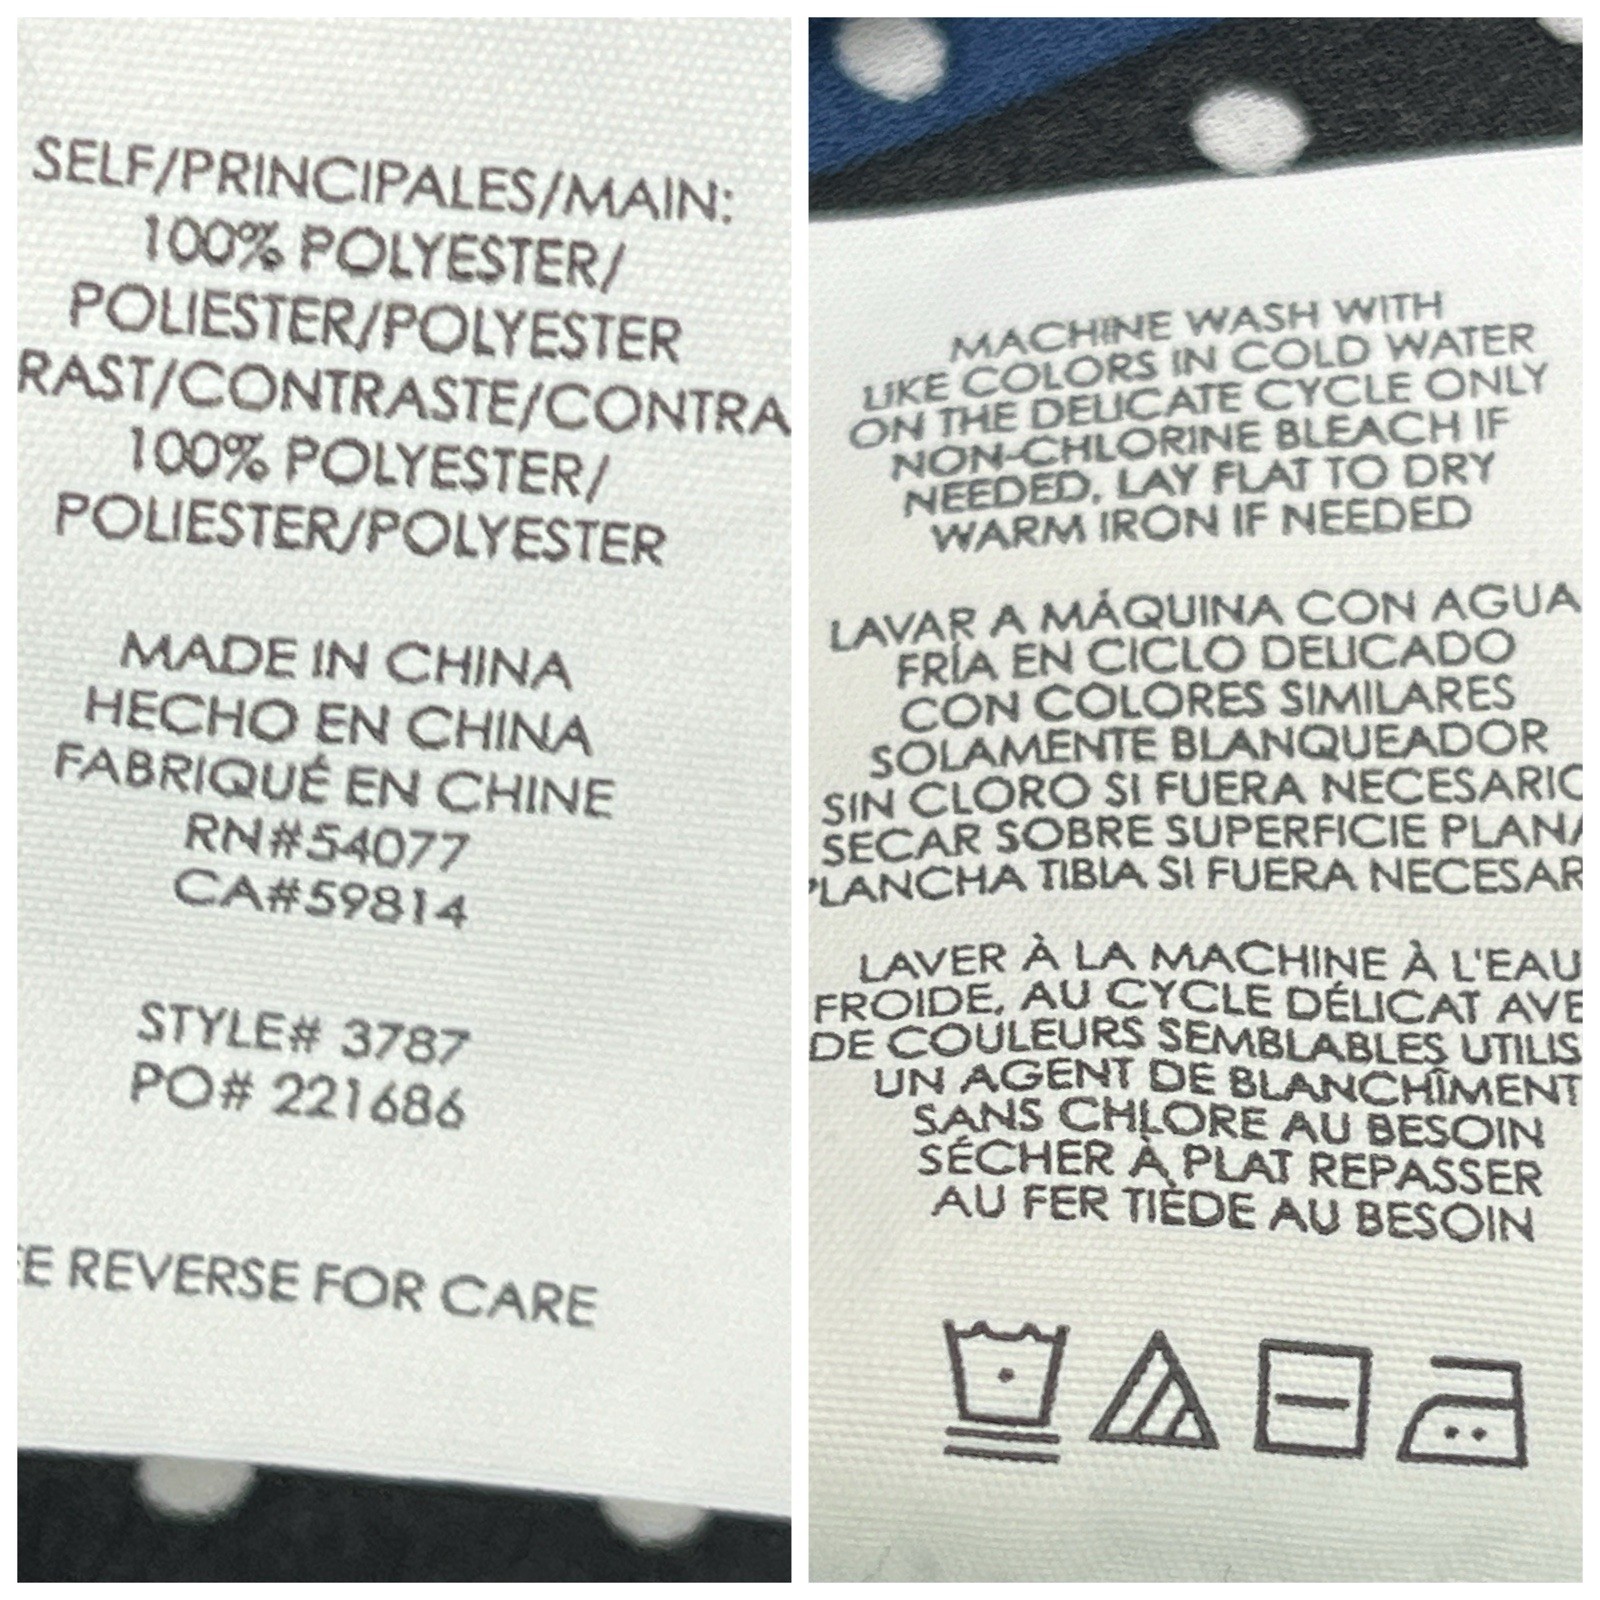 SELF/PRINCIPALES/MAIN:
100% POLYESTER/
POLIESTER/POLYESTER
RAST/CONTRASTE/CONTRA
100% POLYESTER/
POLIESTER/POLYESTER
MADE IN CHINA
HECHO EN CHINA
FABRIQUÉ EN CHINE
RN#54077
CA#59814
STYLE# 3787
PO# 221686
E REVERSE FOR CARE
MACHINE WASH WITH
LIKE COLORS IN COLD WATER
ON THE DELICATE CYCLE ONLY
NON-CHLORINE BLEACH IF
NEEDED, LAY FLAT TO DRY
WARM IRON IF NEEDED
LAVAR A MÁQUINA CON AGUA
FRÍA EN CICLO DELICADO
CON COLORES SIMILARES
SOLAMENTE BLANQUEADOR
SIN CLORO SI FUERA NECESARIO
SECAR SOBRE SUPERFICIE PLANA
PLANCHA TIBIA SI FUERA NECESAR
LAVER À LA MACHINE À L'EAU
FROIDE, AU CYCLE DÉLICAT AVE
DE COULEURS SEMBLABLES UTILIS
UN AGENT DE BLANCHÎMENT
SANS CHLORE AU BESOIN
SÉCHER À PLAT REPASSER
AU FER TIÈDE AU BESOIN